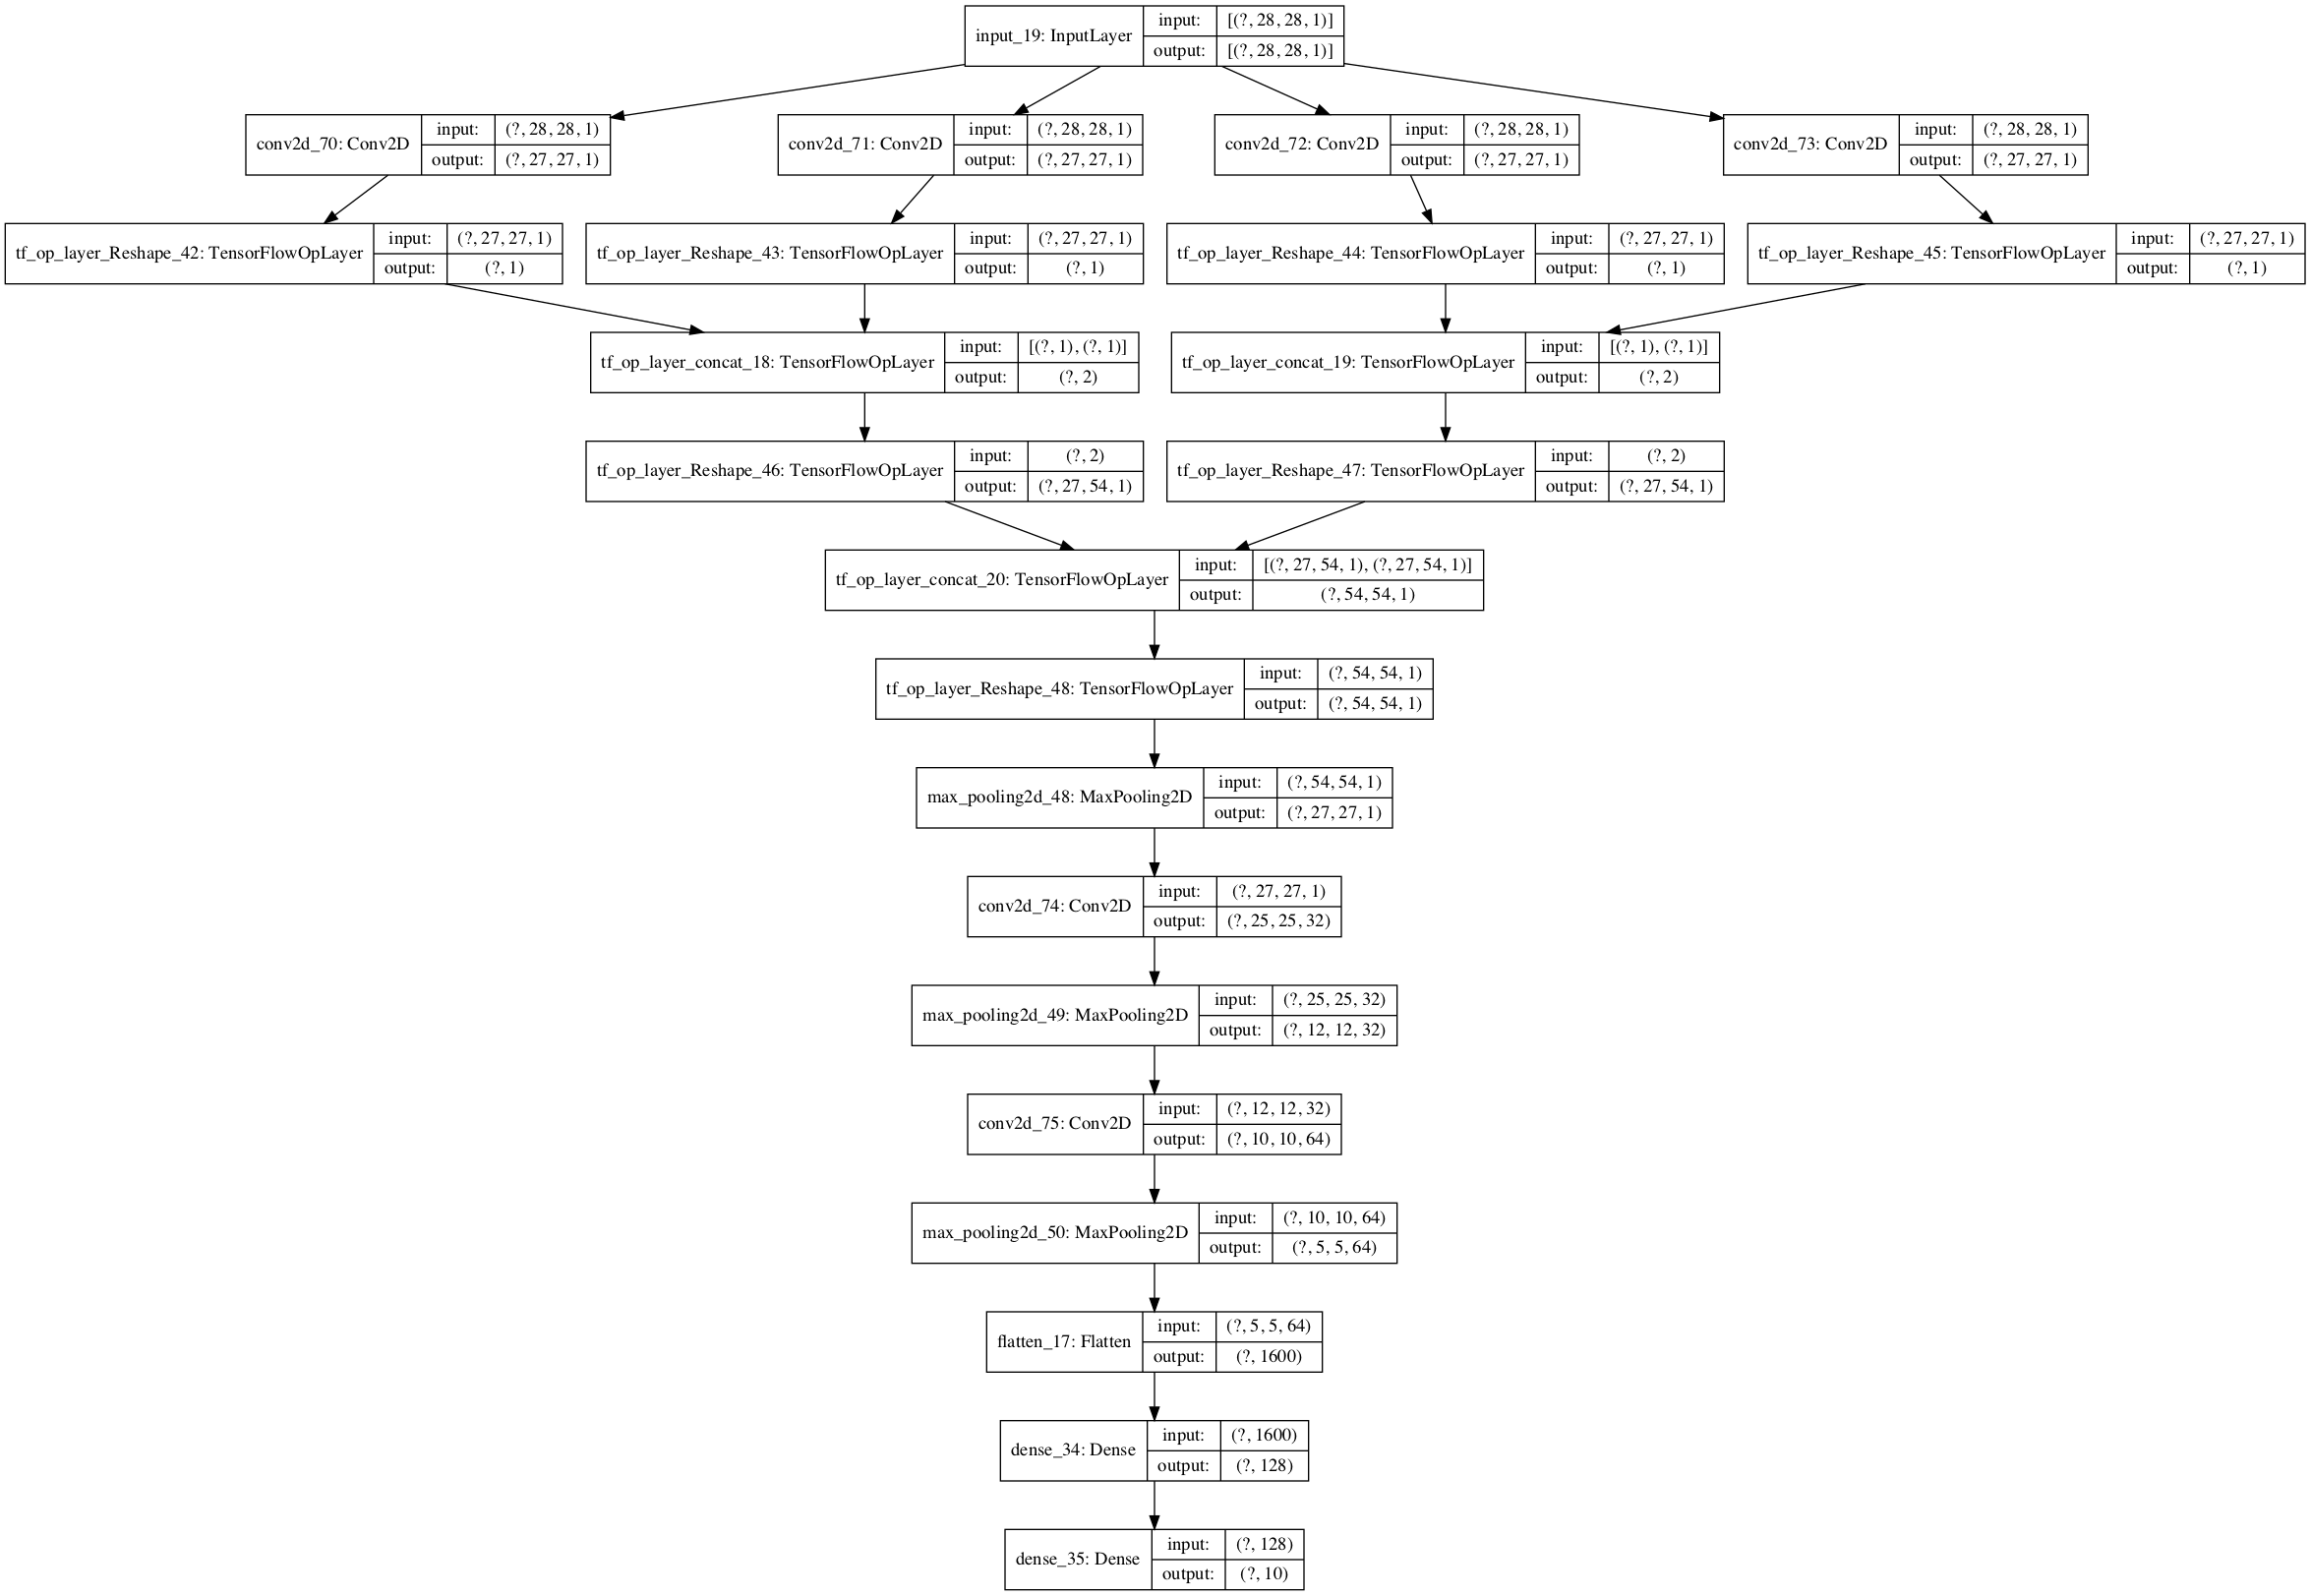 input_19: InputLayer
input: [(?, 28, 28, 1)]
output: [(?, 28, 28, 1)]
conv2d_70: Conv2D
input: (?, 28, 28, 1)
output: (?, 27, 27, 1)
conv2d_71: Conv2D
input: (?, 28, 28, 1)
output: (?, 27, 27, 1)
conv2d_72: Conv2D
input: (?, 28, 28, 1)
output: (?, 27, 27, 1)
conv2d_73: Conv2D
input: (?, 28, 28, 1)
output: (?, 27, 27, 1)
tf_op_layer_Reshape_42: TensorFlowOpLayer
input: (?, 27, 27, 1)
output: (?, 1)
tf_op_layer_Reshape_43: TensorFlowOpLayer
input: (?, 27, 27, 1)
output: (?, 1)
tf_op_layer_Reshape_44: TensorFlowOpLayer
input: (?, 27, 27, 1)
output: (?, 1)
tf_op_layer_Reshape_45: TensorFlowOpLayer
input: (?, 27, 27, 1)
output: (?, 1)
tf_op_layer_concat_18: TensorFlowOpLayer
input: [(?, 1), (?, 1)]
output: (?, 2)
tf_op_layer_concat_19: TensorFlowOpLayer
input: [(?, 1), (?, 1)]
output: (?, 2)
tf_op_layer_Reshape_46: TensorFlowOpLayer
input: (?, 2)
output: (?, 27, 54, 1)
tf_op_layer_Reshape_47: TensorFlowOpLayer
input: (?, 2)
output: (?, 27, 54, 1)
tf_op_layer_concat_20: TensorFlowOpLayer
input: [(?, 27, 54, 1), (?, 27, 54, 1)]
output: (?, 54, 54, 1)
tf_op_layer_Reshape_48: TensorFlowOpLayer
input: (?, 54, 54, 1)
output: (?, 54, 54, 1)
max_pooling2d_48: MaxPooling2D
input: (?, 54, 54, 1)
output: (?, 27, 27, 1)
conv2d_74: Conv2D
input: (?, 27, 27, 1)
output: (?, 25, 25, 32)
max_pooling2d_49: MaxPooling2D
input: (?, 25, 25, 32)
output: (?, 12, 12, 32)
conv2d_75: Conv2D
input: (?, 12, 12, 32)
output: (?, 10, 10, 64)
max_pooling2d_50: MaxPooling2D
input: (?, 10, 10, 64)
output: (?, 5, 5, 64)
flatten_17: Flatten
input: (?, 5, 5, 64)
output: (?, 1600)
dense_34: Dense
input: (?, 1600)
output: (?, 128)
dense_35: Dense
input: (?, 128)
output: (?, 10)